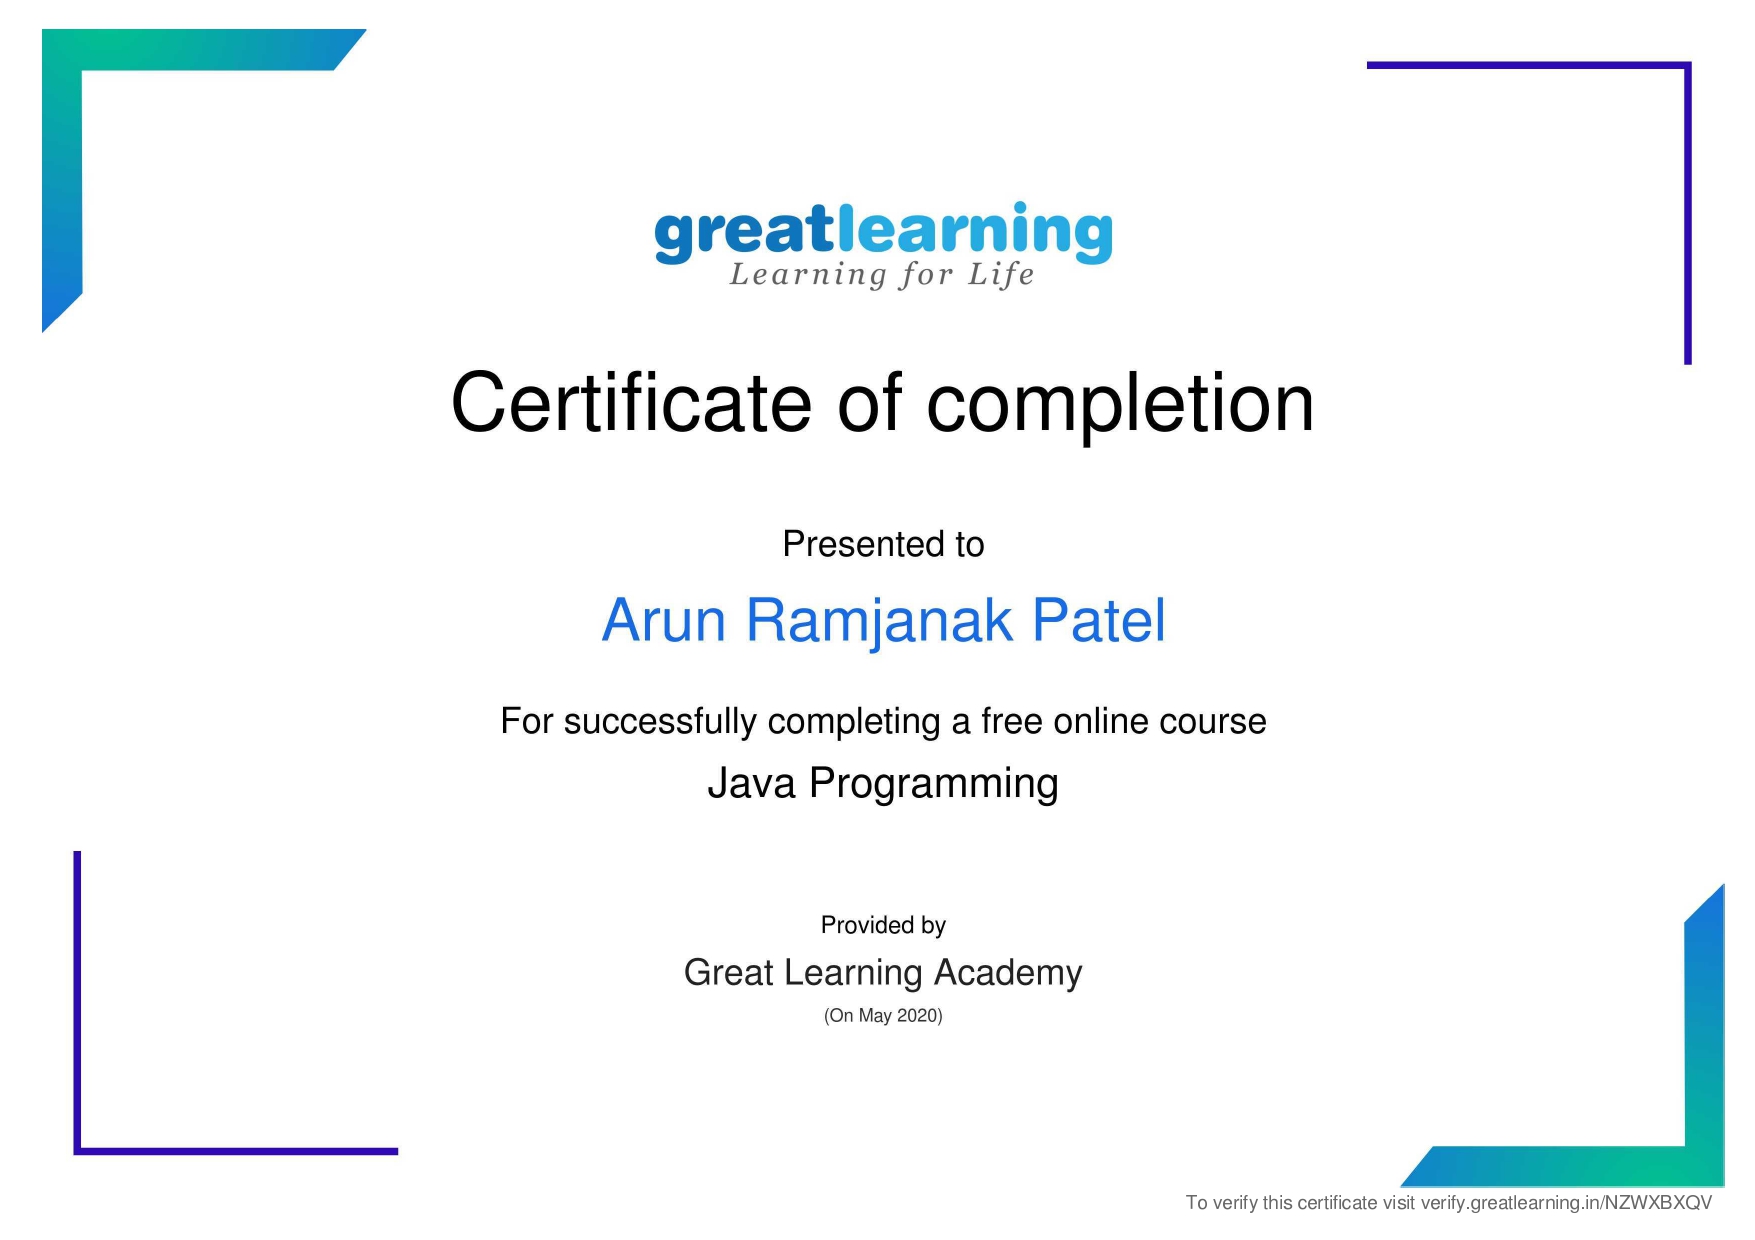 greatlearning
Learning for Life
Certificate of completion
Presented to
Arun Ramjanak Patel
For successfully completing a free online course
Java Programming
Provided by
Great Learning Academy
(On May 2020)
To verify this certificate visit verify.greatlearning.in/NZWXBXQV